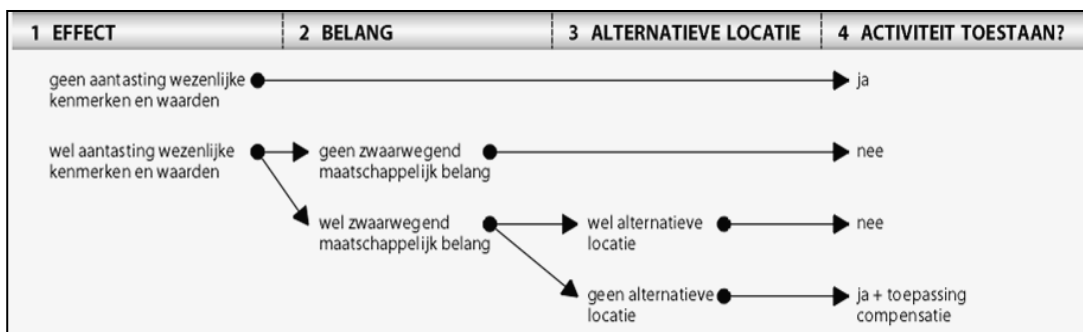 1 EFFECT
2 BELANG
3 ALTERNATIEVE LOCATIE
4 ACTIVITEIT TOESTAAN?
geen aantasting wezenlijke
kenmerken en waarden
ja
wel aantasting wezenlijke
kenmerken en waarden
geen zwaarwegend
maatschappelijk belang
nee
wel zwaarwegend
maatschappelijk belang
wel alternatieve
locatie
nee
geen alternatieve
locatie
ja + toepassing
compensatie